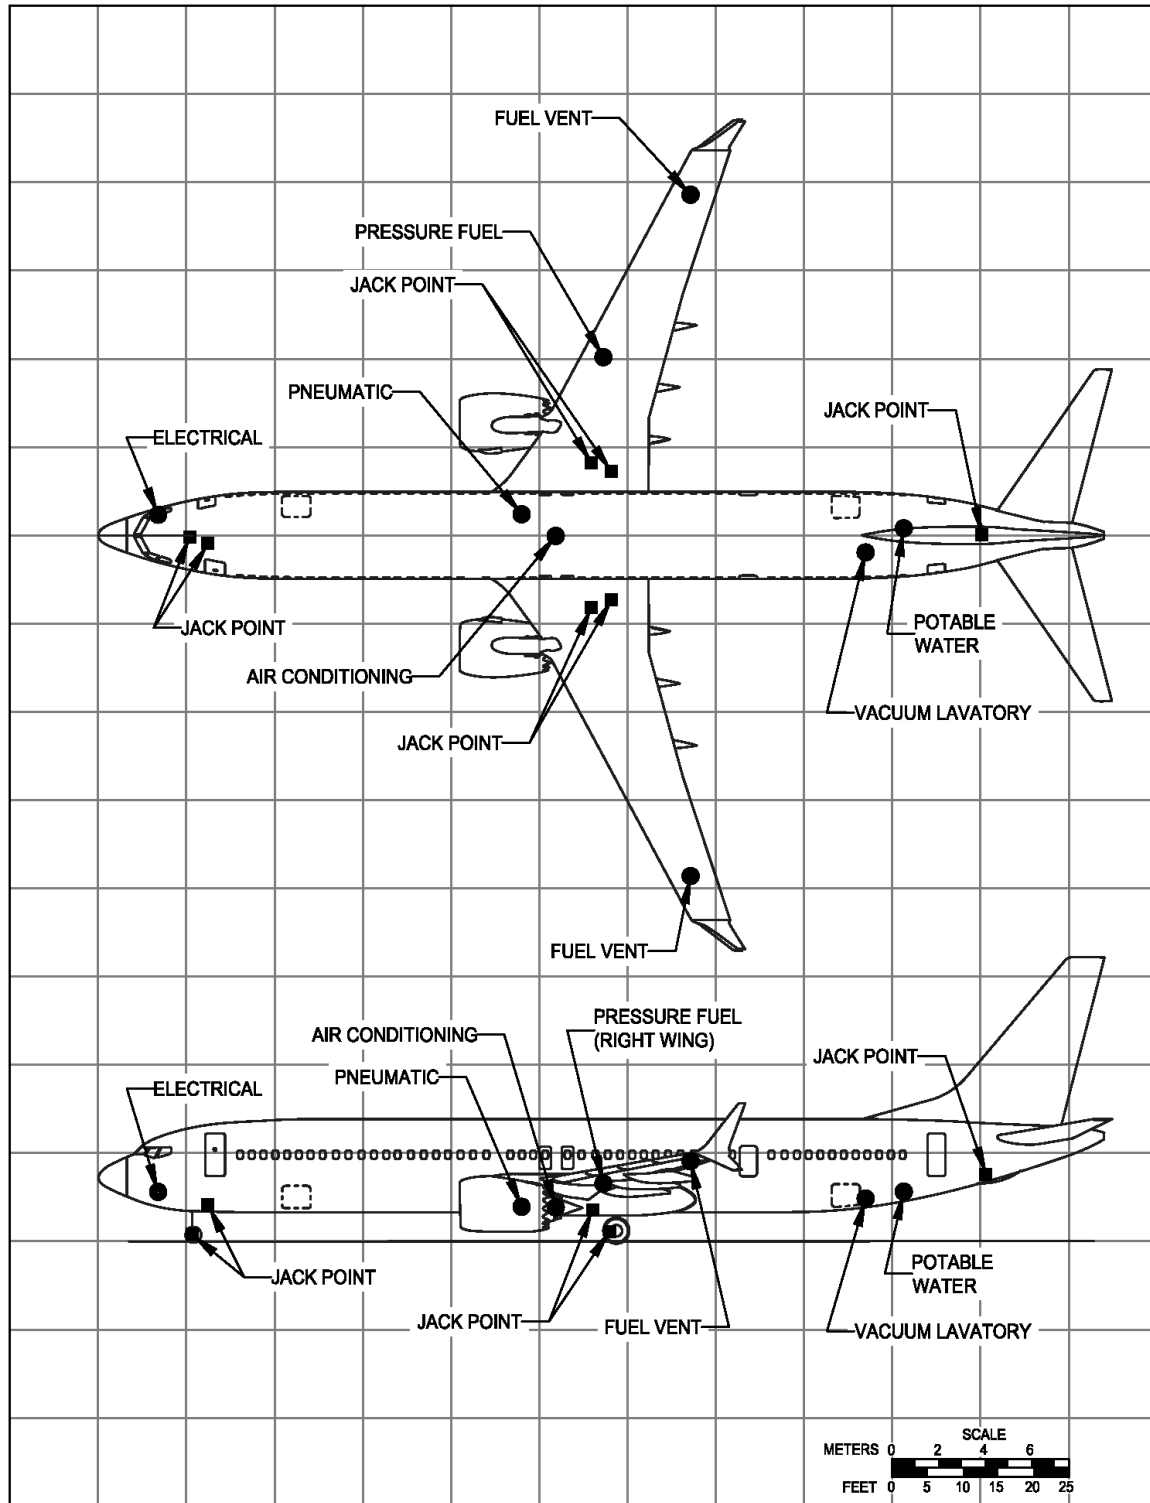 FUEL VENT
PRESSURE FUEL
JACK POINT
PNEUMATIC
JACK POINT
ELECTRICAL
JACK POINT
POTABLE
WATER
AIR CONDITIONING
VACUUM LAVATORY
JACK POINT
FUEL VENT
PRESSURE FUEL
(RIGHT WING)
AIR CONDITIONING
JACK POINT
PNEUMATIC
ELECTRICAL
POTABLE
WATER
JACK POINT
JACK POINT
FUEL VENT
VACUUM LAVATORY
SCALE
METERS 0 2 4 6
FEET 0 5 10 15 20 25